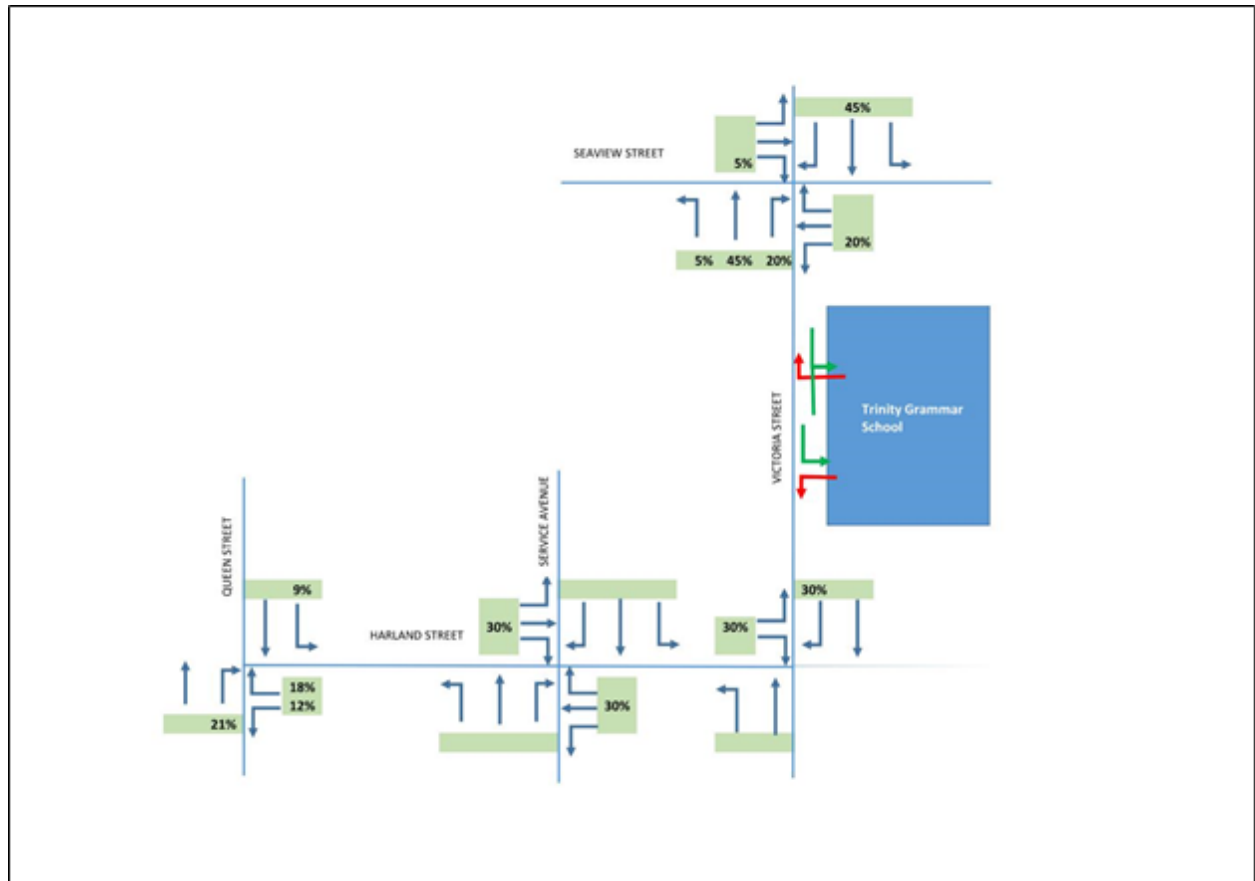 45%
SEAVIEW STREET
5%
20%
5% 45% 20%
VICTORIA STREET
Trinity Grammar
School
QUEEN STREET
SERVICE AVENUE
9%
30%
30%
30%
HARLAND STREET
18%
12%
30%
21%